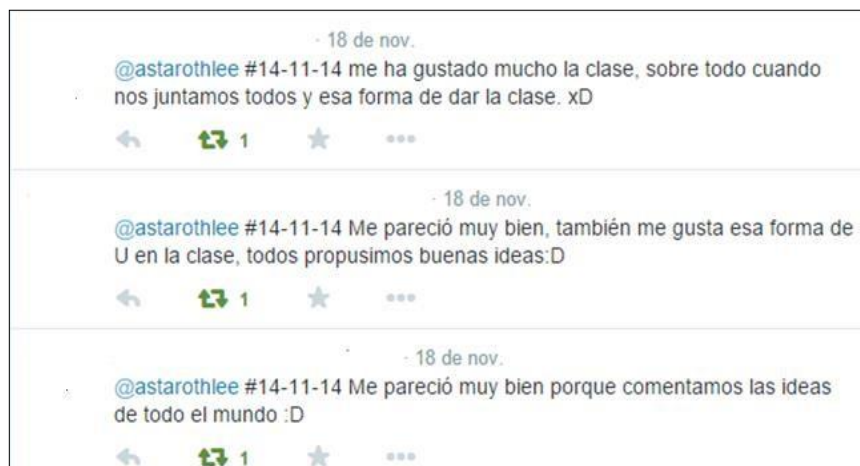 · 18 de nov.
@astarothlee #14-11-14 me ha gustado mucho la clase, sobre todo cuando
nos juntamos todos y esa forma de dar la clase. xD
1
· 18 de nov.
@astarothlee #14-11-14 Me pareció muy bien, también me gusta esa forma de
U en la clase, todos propusimos buenas ideas:D
1
· 18 de nov.
@astarothlee #14-11-14 Me pareció muy bien porque comentamos las ideas
de todo el mundo :D
1